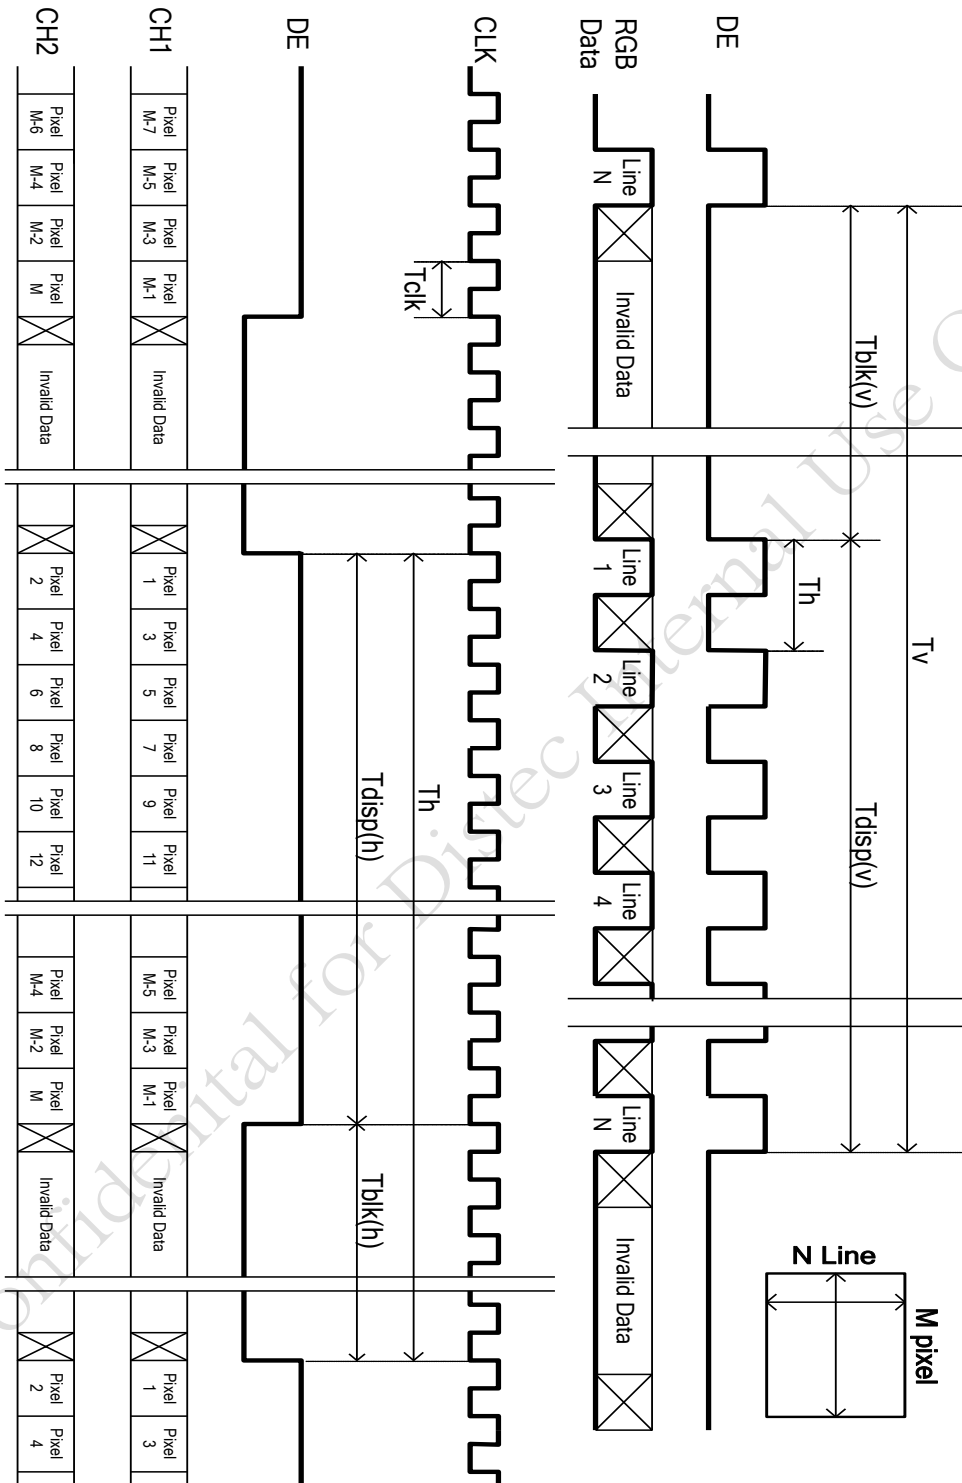 DE
RGB
Data
Line
N
Invalid Data
Line
1
Line
2
Line
3
Line
4
Line
N
Invalid Data
Tv
Tblk(v)
Tdisp(v)
Th
N Line
M pixel
CLK
Tclk
DE
Th
Tdisp(h)
Tblk(h)
CH1
Pixel
M-7
Pixel
M-5
Pixel
M-3
Pixel
M-1
Invalid Data
Pixel
1
Pixel
3
Pixel
5
Pixel
7
Pixel
9
Pixel
11
Pixel
M-5
Pixel
M-3
Pixel
M-1
Invalid Data
Pixel
1
Pixel
3
CH2
Pixel
M-6
Pixel
M-4
Pixel
M-2
Pixel
M
Invalid Data
Pixel
2
Pixel
4
Pixel
6
Pixel
8
Pixel
10
Pixel
12
Pixel
M-4
Pixel
M-2
Pixel
M
Invalid Data
Pixel
2
Pixel
4
for Distec Internal Use